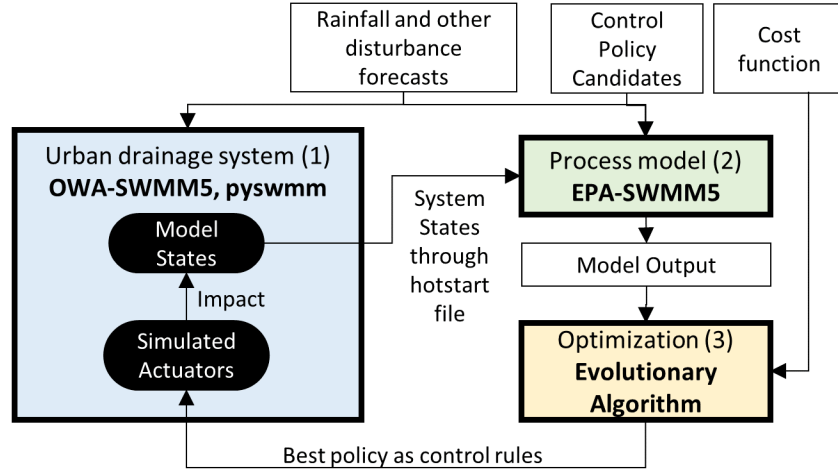 Rainfall and other
disturbance
forecasts
Control
Policy
Candidates
Cost
function
Urban drainage system (1)
OWA-SWMM5, pyswmm
Model
States
Impact
Simulated
Actuators
System
States
through
hotstart
file
Process model (2)
EPA-SWMM5
Model Output
Optimization (3)
Evolutionary
Algorithm
Best policy as control rules